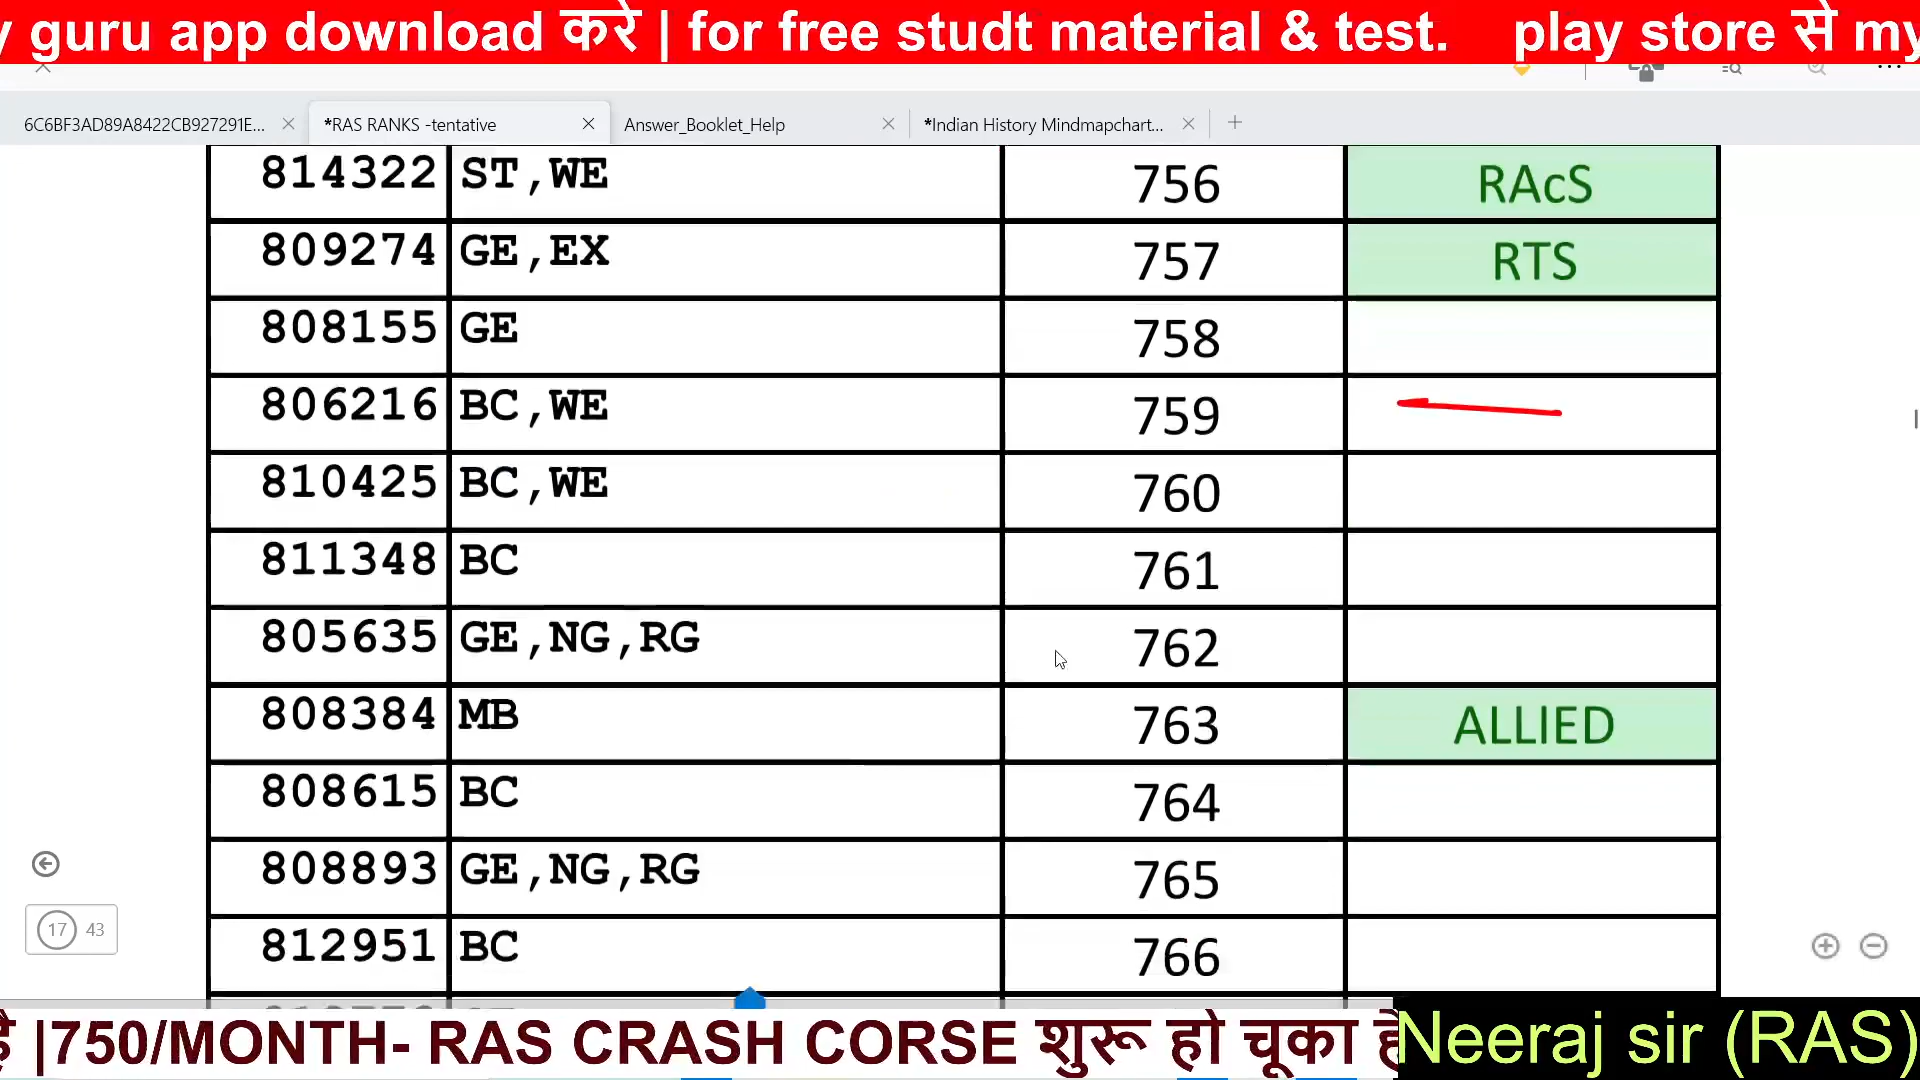 y guru app download करे | for free studt material & test. play store से my
6C6BF3AD89A8422CB927291E...
*RAS RANKS -tentative
Answer_Booklet_Help
*Indian History Mindmapchart...
814322 ST,WE 756 RAcS
809274 GE,EX 757 RTS
808155 GE 758
806216 BC,WE 759
810425 BC,WE 760
811348 BC 761
805635 GE,NG,RG 762
808384 MB 763 ALLIED
808615 BC 764
808893 GE,NG,RG 765
812951 BC 766
17 43
है |750/MONTH- RAS CRASH CORSE शुरू हो चूका है
Neeraj sir (RAS)